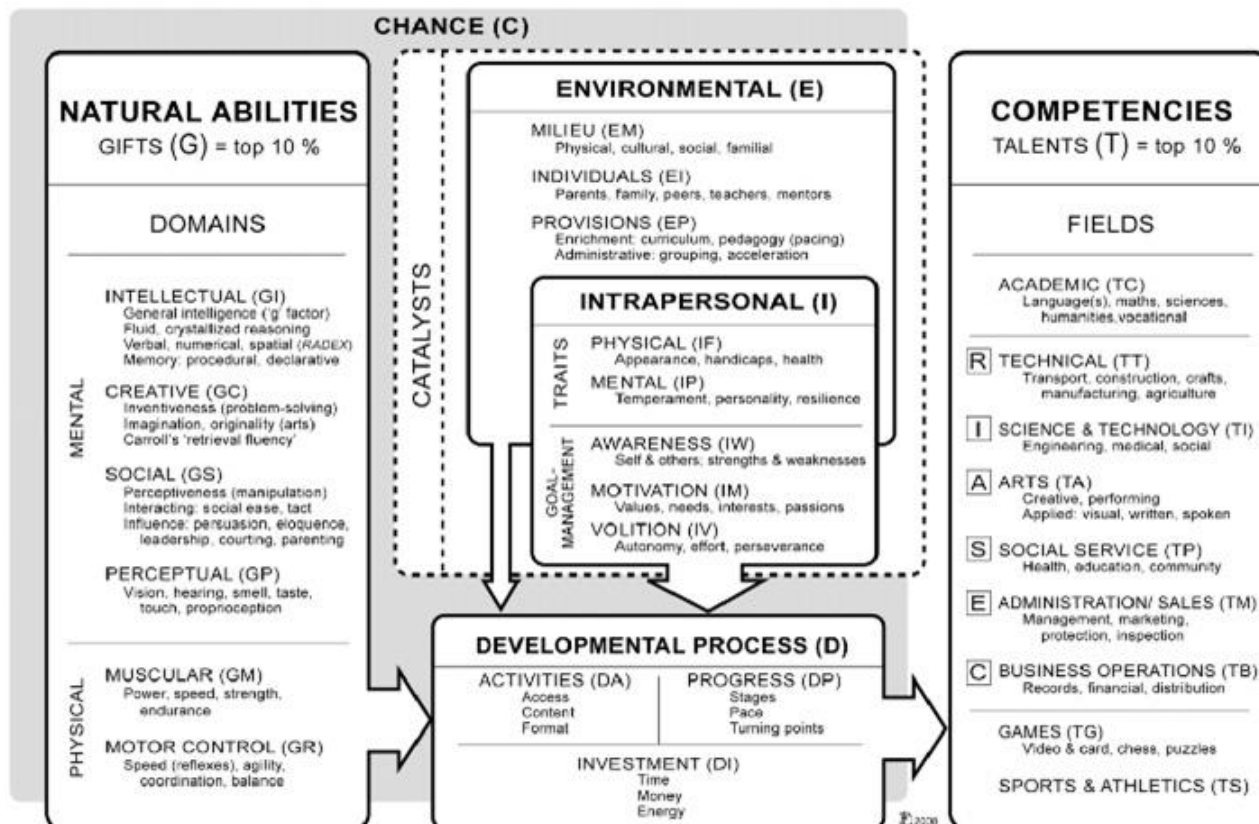 CHANCE (C)
NATURAL ABILITIES
GIFTS (G) = top 10 %
DOMAINS
MENTAL
INTELLECTUAL (GI)
General intelligence ('g' factor)
Fluid, crystallized reasoning
Verbal, numerical, spatial (RADEX)
Memory: procedural, declarative
CREATIVE (GC)
Inventiveness (problem-solving)
Imagination, originality (arts)
Carroll's 'retrieval fluency'
SOCIAL (GS)
Perceptiveness (manipulation)
Interacting: social ease, tact
Influence: persuasion, eloquence,
leadership, courting, parenting
PERCEPTUAL (GP)
Vision, hearing, smell, taste,
touch, proprioception
PHYSICAL
MUSCULAR (GM)
Power, speed, strength,
endurance
MOTOR CONTROL (GR)
Speed (reflexes), agility,
coordination, balance
CATALYSTS
ENVIRONMENTAL (E)
MILIEU (EM)
Physical, cultural, social, familial
INDIVIDUALS (EI)
Parents, family, peers, teachers, mentors
PROVISIONS (EP)
Enrichment: curriculum, pedagogy (pacing)
Administrative: grouping, acceleration
INTRAPERSONAL (I)
TRAITS
PHYSICAL (IF)
Appearance, handicaps, health
MENTAL (IP)
Temperament, personality, resilience
GOAL-
MANAGEMENT
AWARENESS (IW)
Self & others; strengths & weaknesses
MOTIVATION (IM)
Values, needs, interests, passions
VOLITION (IV)
Autonomy, effort, perseverance
DEVELOPMENTAL PROCESS (D)
ACTIVITIES (DA)
Access
Content
Format
PROGRESS (DP)
Stages
Pace
Turning points
INVESTMENT (DI)
Time
Money
Energy
COMPETENCIES
TALENTS (T) = top 10 %
FIELDS
ACADEMIC (TC)
Language(s), maths, sciences,
humanities,vocational
R TECHNICAL (TT)
Transport, construction, crafts,
manufacturing, agriculture
I SCIENCE & TECHNOLOGY (TI)
Engineering, medical, social
A ARTS (TA)
Creative, performing
Applied: visual, written, spoken
S SOCIAL SERVICE (TP)
Health, education, community
E ADMINISTRATION/ SALES (TM)
Management, marketing,
protection, inspection
C BUSINESS OPERATIONS (TB)
Records, financial, distribution
GAMES (TG)
Video & card, chess, puzzles
SPORTS & ATHLETICS (TS)
2008